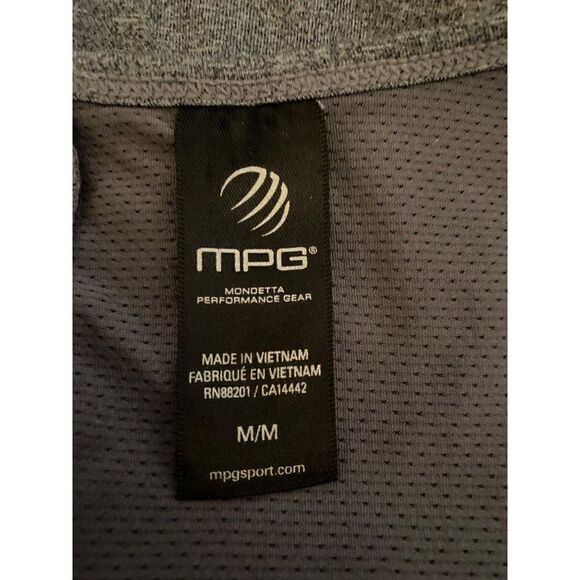 MPG®
MONDETTA
PERFORMANCE GEAR
MADE IN VIETNAM
FABRIQUÉ EN VIETNAM
RN88201 / CA14442
M/M
mpgsport.com